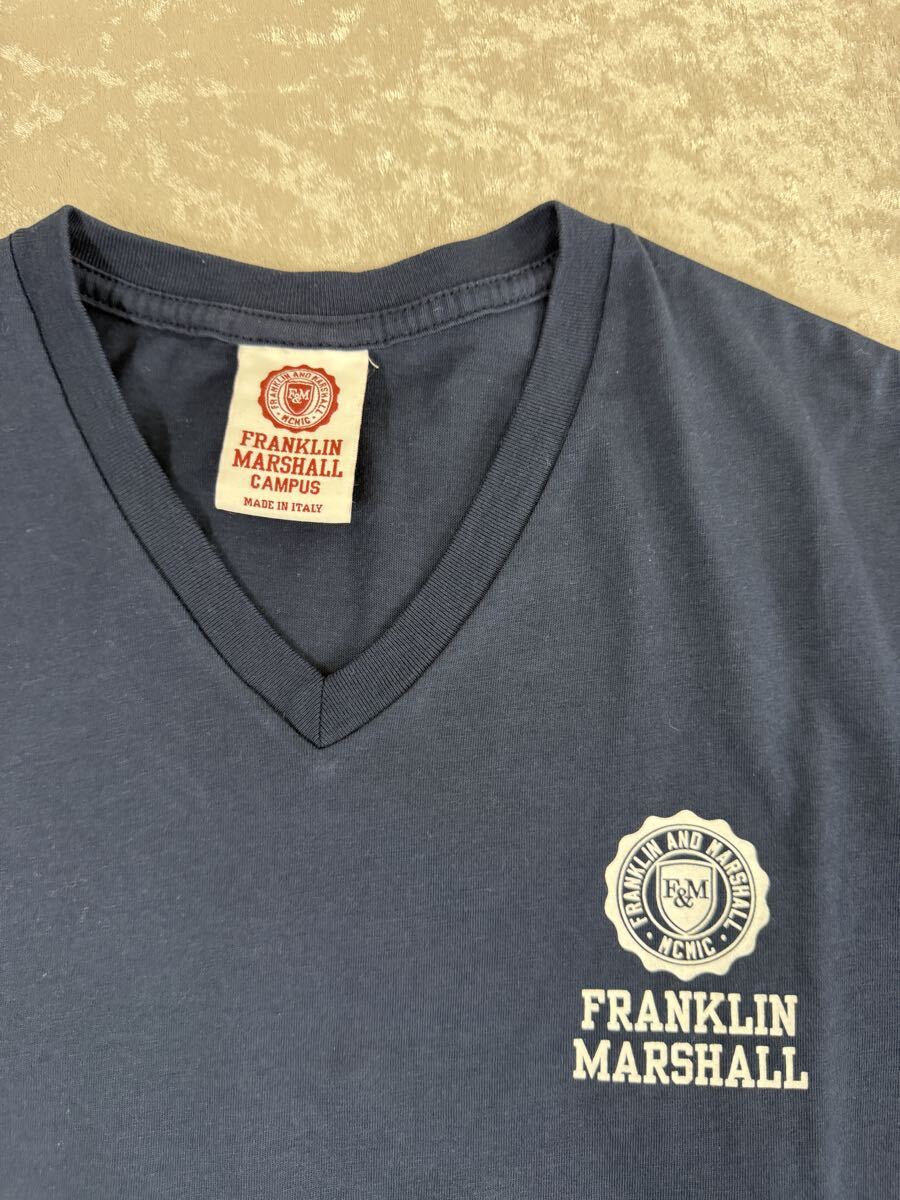 FRANKLIN AND MARSHALL
F&M
· MCMIC ·
FRANKLIN
MARSHALL
CAMPUS
MADE IN ITALY
FRANKLIN AND MARSHALL
F&M
· MCMIC ·
FRANKLIN
MARSHALL